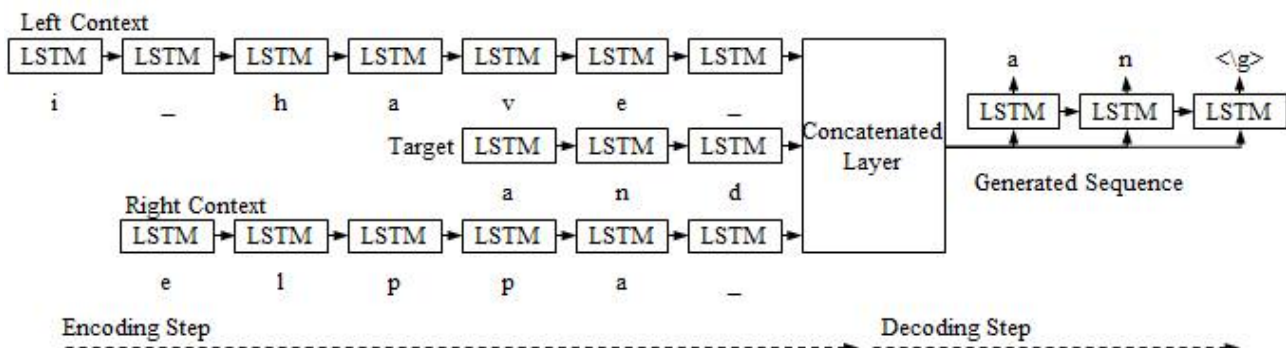 Left Context
LSTM LSTM LSTM LSTM LSTM LSTM LSTM
i _ h a v e _
Target LSTM LSTM LSTM
a n d
Right Context
LSTM LSTM LSTM LSTM LSTM LSTM
e l p p a _
Concatenated
Layer
a n <\g>
LSTM LSTM LSTM
Generated Sequence
Encoding Step
Decoding Step